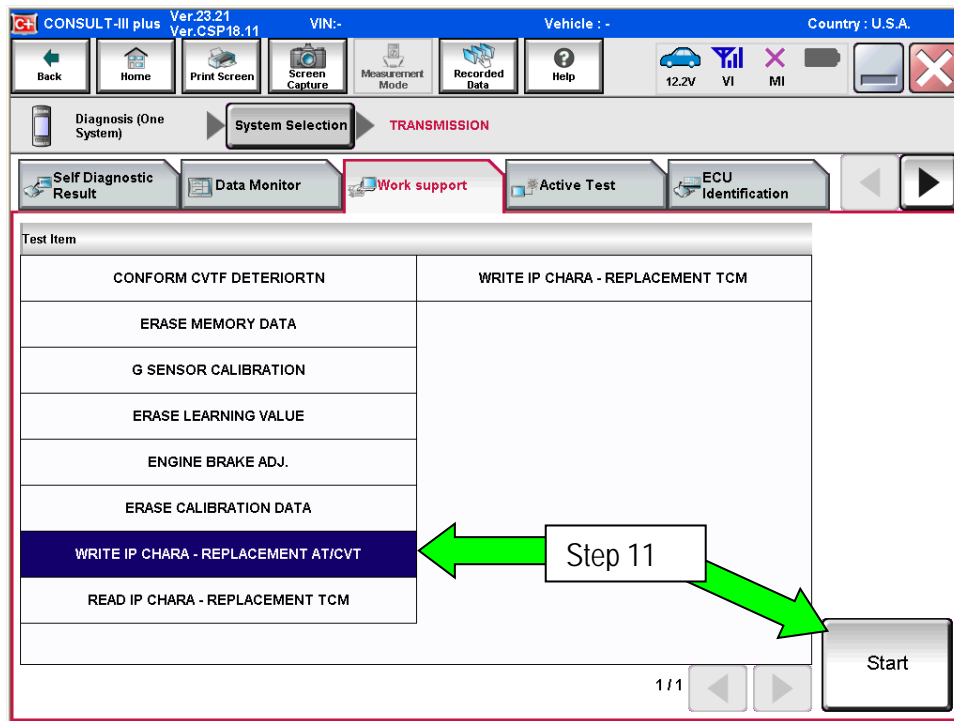 C+ CONSULT-III plus Ver.23.21 Ver.CSP18.11 VIN:- Vehicle : - Country : U.S.A.
Back Home Print Screen Screen Capture Measurement Mode Recorded Data Help 12.2V VI MI
Diagnosis (One System) System Selection TRANSMISSION
Self Diagnostic Result Data Monitor Work support Active Test ECU Identification
Test Item
CONFORM CVTF DETERIORTN WRITE IP CHARA - REPLACEMENT TCM
ERASE MEMORY DATA
G SENSOR CALIBRATION
ERASE LEARNING VALUE
ENGINE BRAKE ADJ.
ERASE CALIBRATION DATA
WRITE IP CHARA - REPLACEMENT AT/CVT
Step 11
READ IP CHARA - REPLACEMENT TCM
Start
1/1